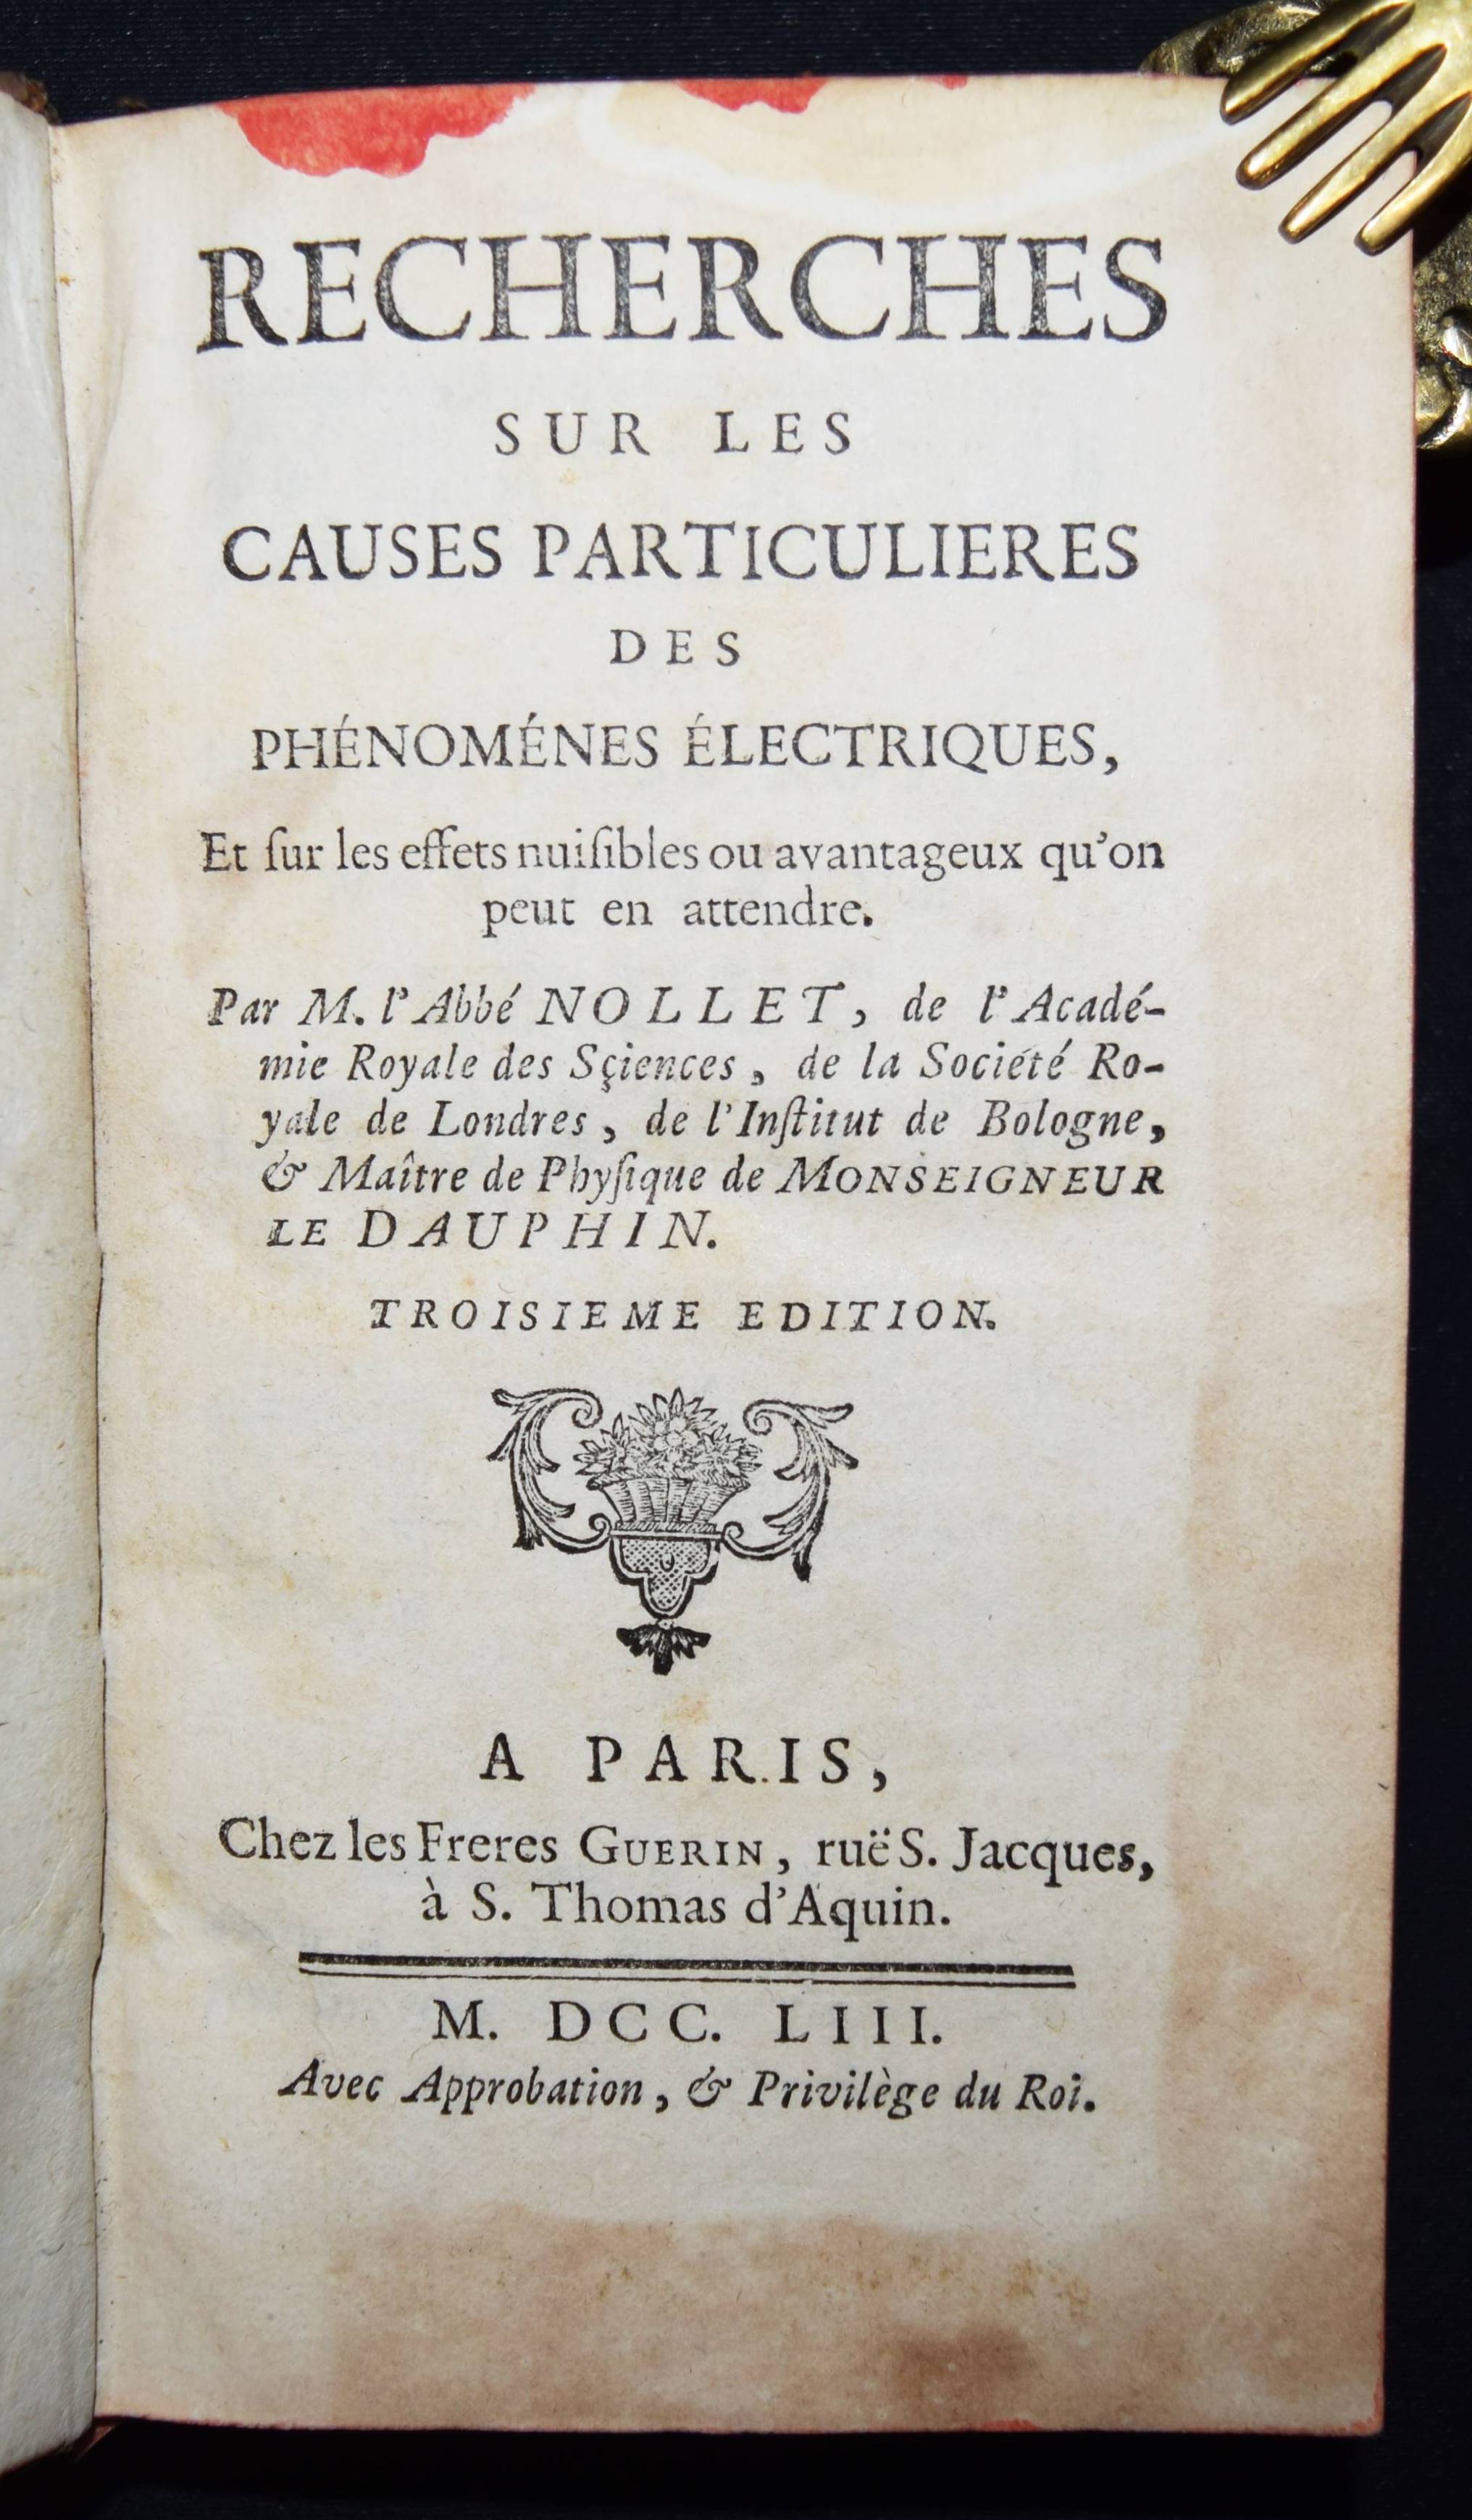 RECHERCHES
SUR LES
CAUSES PARTICULIERES
DES
PHÉNOMÉNES ÉLECTRIQUES,
Et ſur les effets nuiſibles ou avantageux qu'on
peut en attendre.
Par M. l'Abbé NOLLET, de l'Acadé-
mie Royale des Sçiences, de la Société Ro-
yale de Londres, de l'Inſtitut de Bologne,
& Maître de Phyſique de MONSEIGNEUR
LE DAUPHIN.
TROISIEME EDITION.
A PARIS,
Chez les Freres GUERIN, ruë S. Jacques,
à S. Thomas d'Aquin.
M. DCC. LIII.
Avec Approbation, & Privilège du Roi.